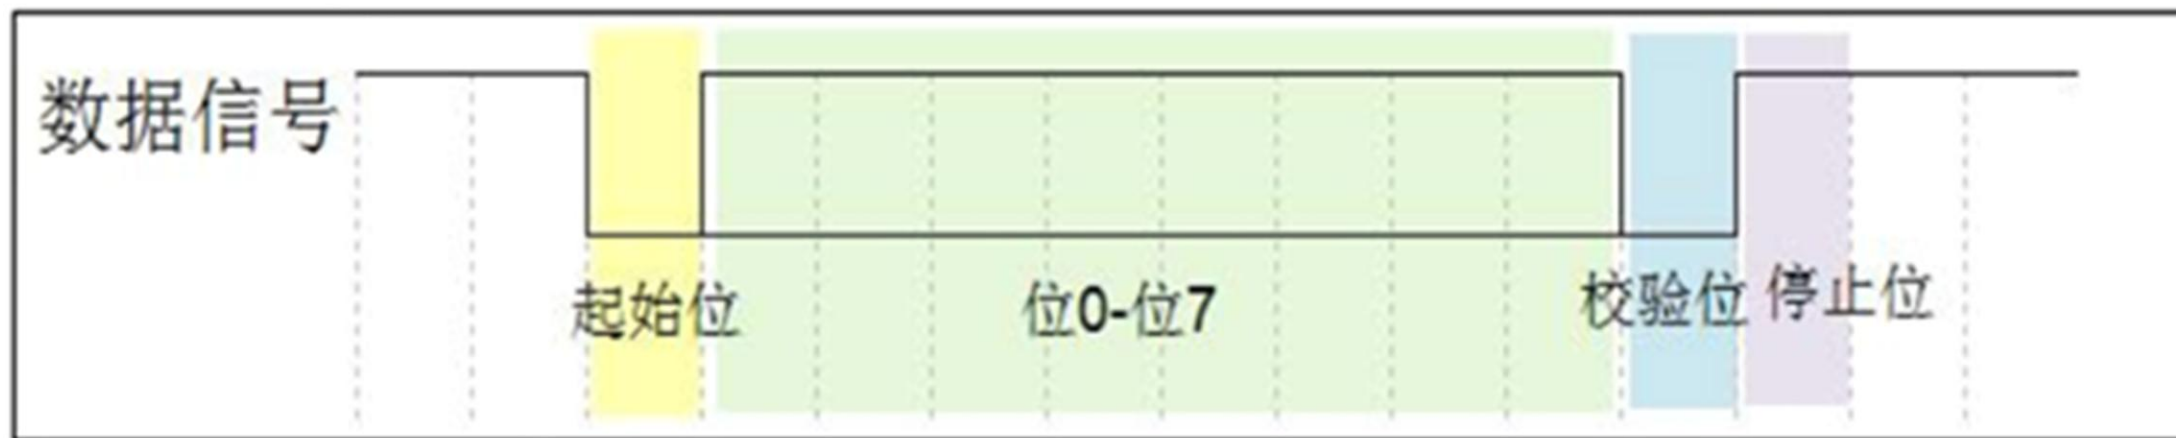 数据信号
起始位
位0-位7
校验位
停止位